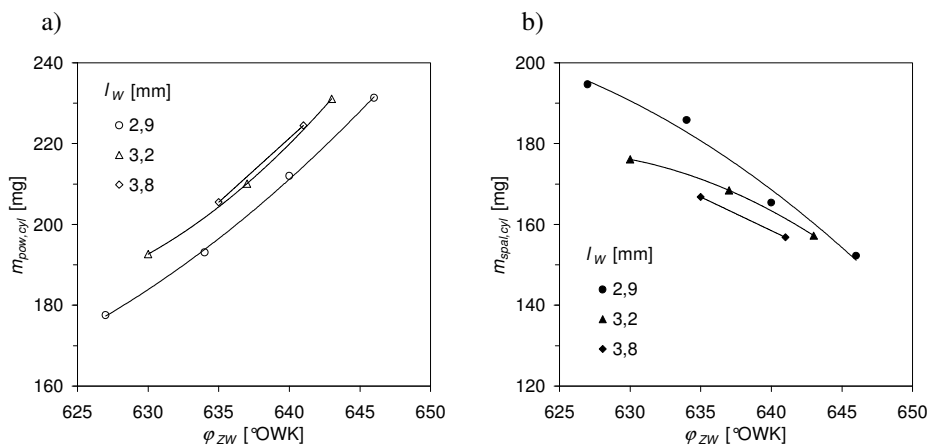 a)
240
220
200
180
160
m_pow,cyl [mg]
l_W [mm]
2,9
3,2
3,8
625 630 635 640 645 650
φ_ZW [°OWK]
b)
200
180
160
140
120
m_spal,cyl [mg]
l_W [mm]
2,9
3,2
3,8
625 630 635 640 645 650
φ_ZW [°OWK]